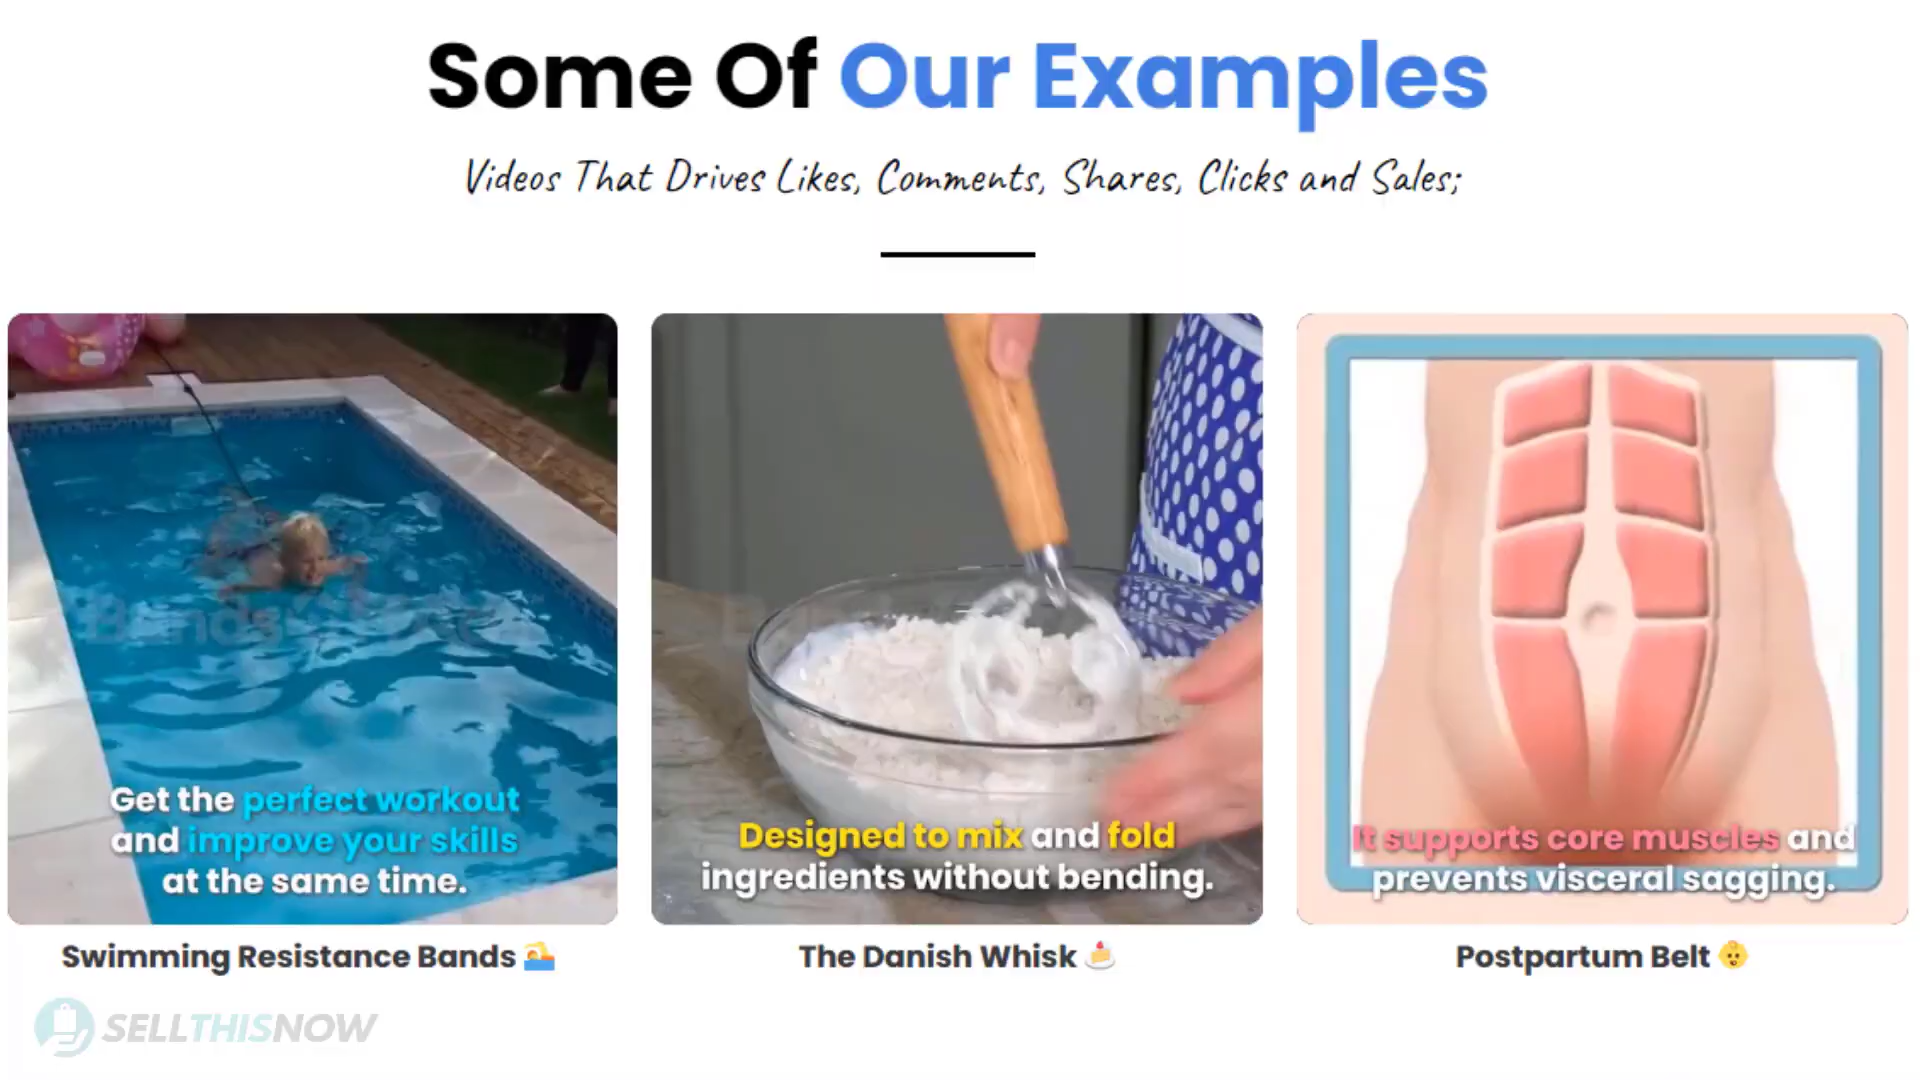 Some Of Our Examples
Videos That Drives Likes, Comments, Shares, Clicks and Sales;
Get the perfect workout
and improve your skills
at the same time.
Designed to mix and fold
ingredients without bending.
It supports core muscles and
prevents visceral sagging.
Swimming Resistance Bands
The Danish Whisk
Postpartum Belt
SELLTHISNOW